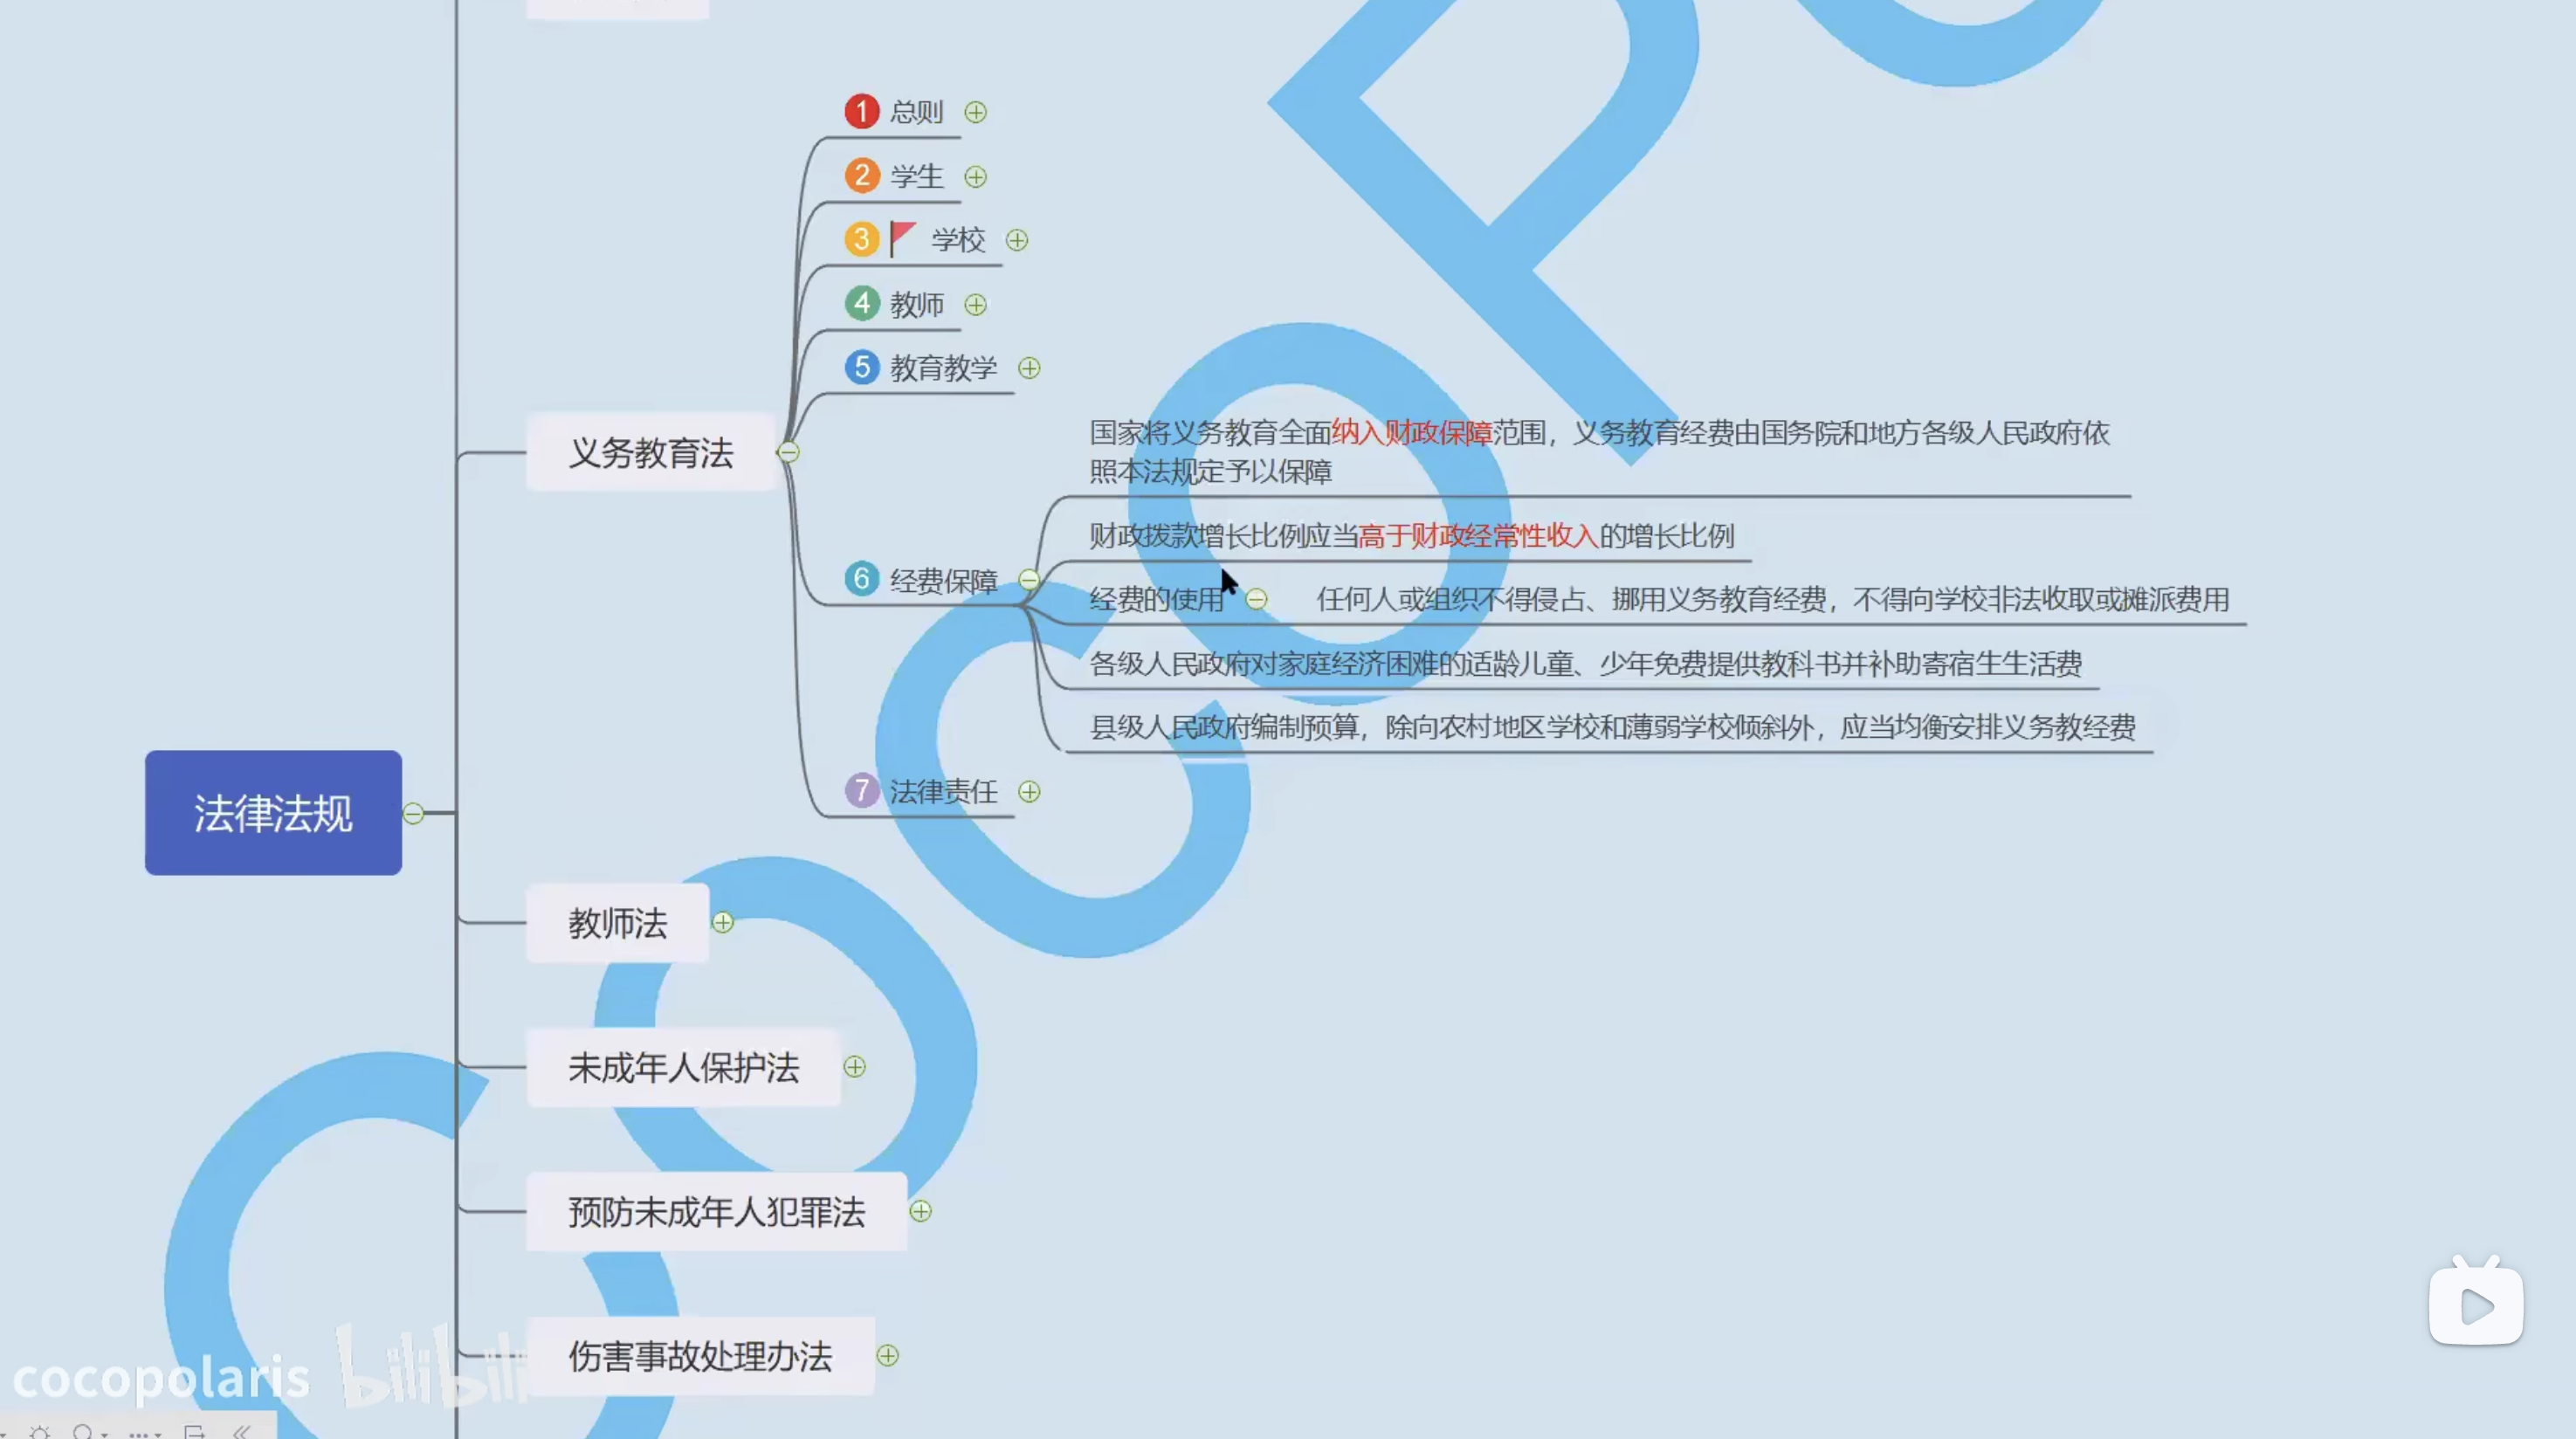 1 总则
2 学生
3 学校
4 教师
5 教育教学
义务教育法
国家将义务教育全面纳入财政保障范围，义务教育经费由国务院和地方各级人民政府依
照本法规定予以保障
财政拨款增长比例应当高于财政经常性收入的增长比例
6 经费保障
经费的使用 任何人或组织不得侵占、挪用义务教育经费，不得向学校非法收取或摊派费用
各级人民政府对家庭经济困难的适龄儿童、少年免费提供教科书并补助寄宿生生活费
县级人民政府编制预算，除向农村地区学校和薄弱学校倾斜外，应当均衡安排义务教经费
7 法律责任
法律法规
教师法
未成年人保护法
预防未成年人犯罪法
伤害事故处理办法
cocopolaris bilibili
COCOP